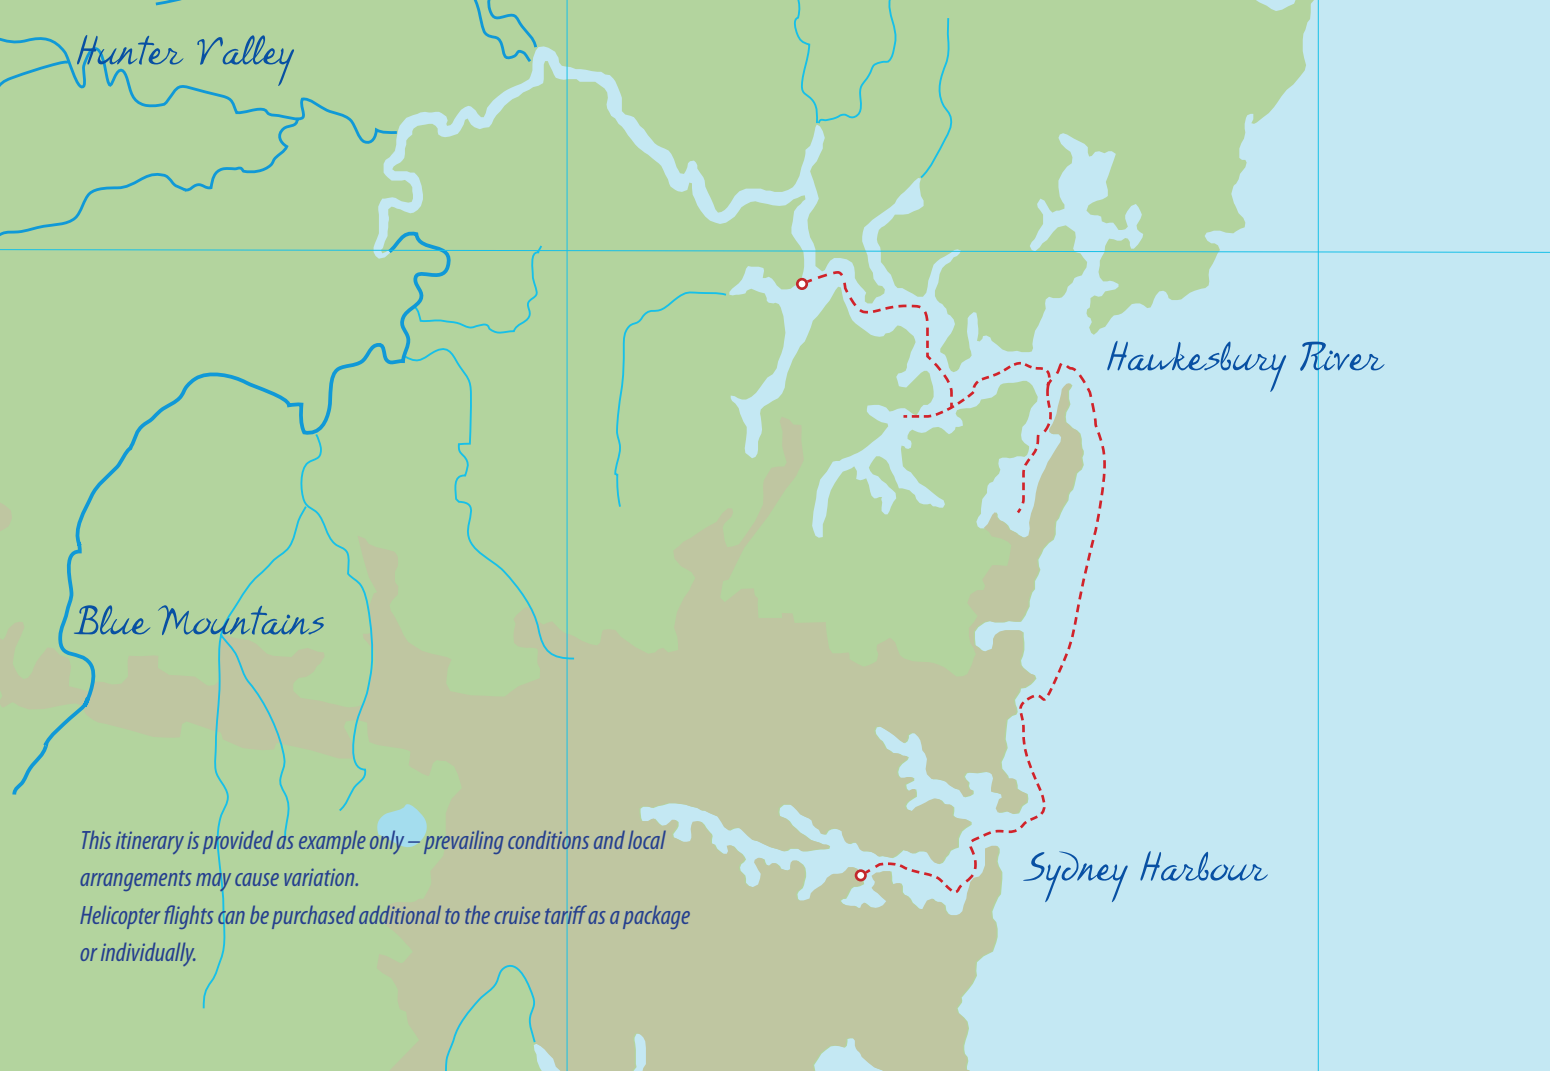 Hunter Valley
Hawkesbury River
Blue Mountains
This itinerary is provided as example only – prevailing conditions and local
arrangements may cause variation.
Helicopter flights can be purchased additional to the cruise tariff as a package
or individually.
Sydney Harbour